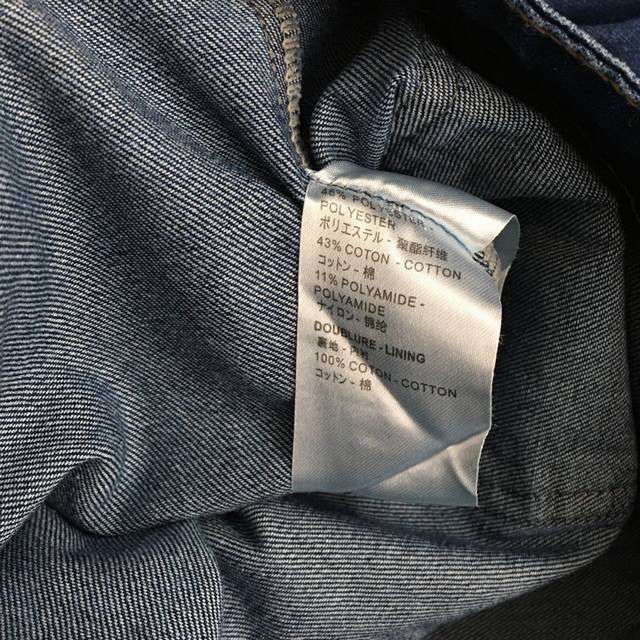 46% POLYESTER -
POLYESTER
ポリエステル - 聚酯纤维
43% COTON - COTTON
コットン - 棉
11% POLYAMIDE -
POLYAMIDE
ナイロン - 锦纶
DOUBLURE - LINING
裏地 - 内衬
100% COTON - COTTON
コットン - 棉